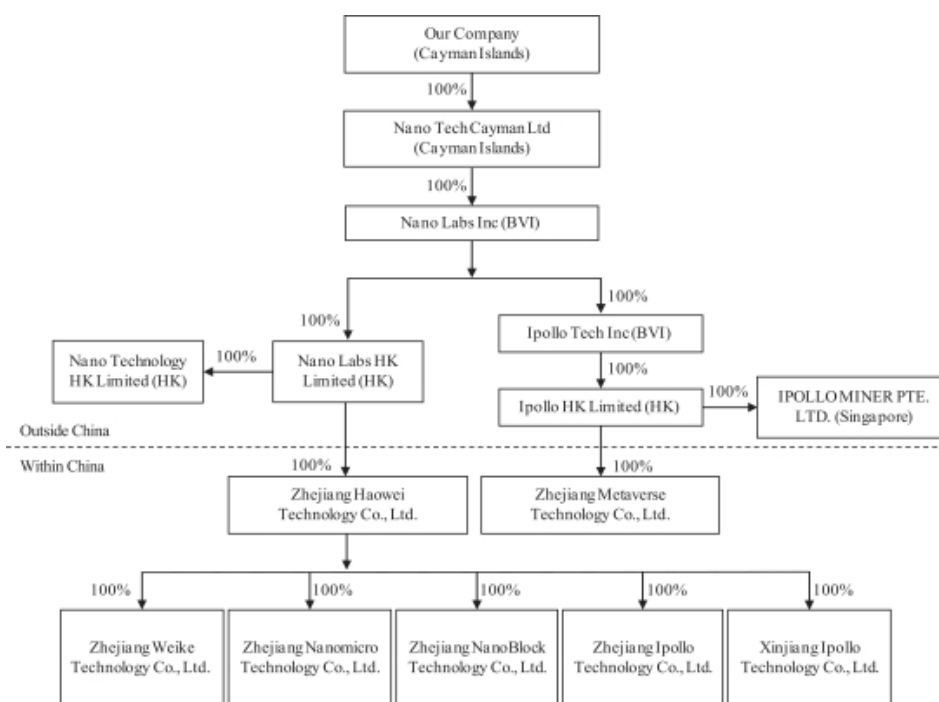 Our Company
(Cayman Islands)
100%
Nano Tech Cayman Ltd
(Cayman Islands)
100%
Nano Labs Inc (BVI)
100%
100%
Ipollo Tech Inc (BVI)
Nano Technology
HK Limited (HK)
100%
Nano Labs HK
Limited (HK)
100%
Ipollo HK Limited (HK)
100%
IPOLLO MINER PTE.
LTD. (Singapore)
Outside China
Within China
100%
100%
Zhejiang Haowei
Technology Co., Ltd.
Zhejiang Metaverse
Technology Co., Ltd.
100%
100%
100%
100%
100%
Zhejiang Weike
Technology Co., Ltd.
Zhejiang Nanomicro
Technology Co., Ltd.
Zhejiang NanoBlock
Technology Co., Ltd.
Zhejiang Ipollo
Technology Co., Ltd.
Xinjiang Ipollo
Technology Co., Ltd.